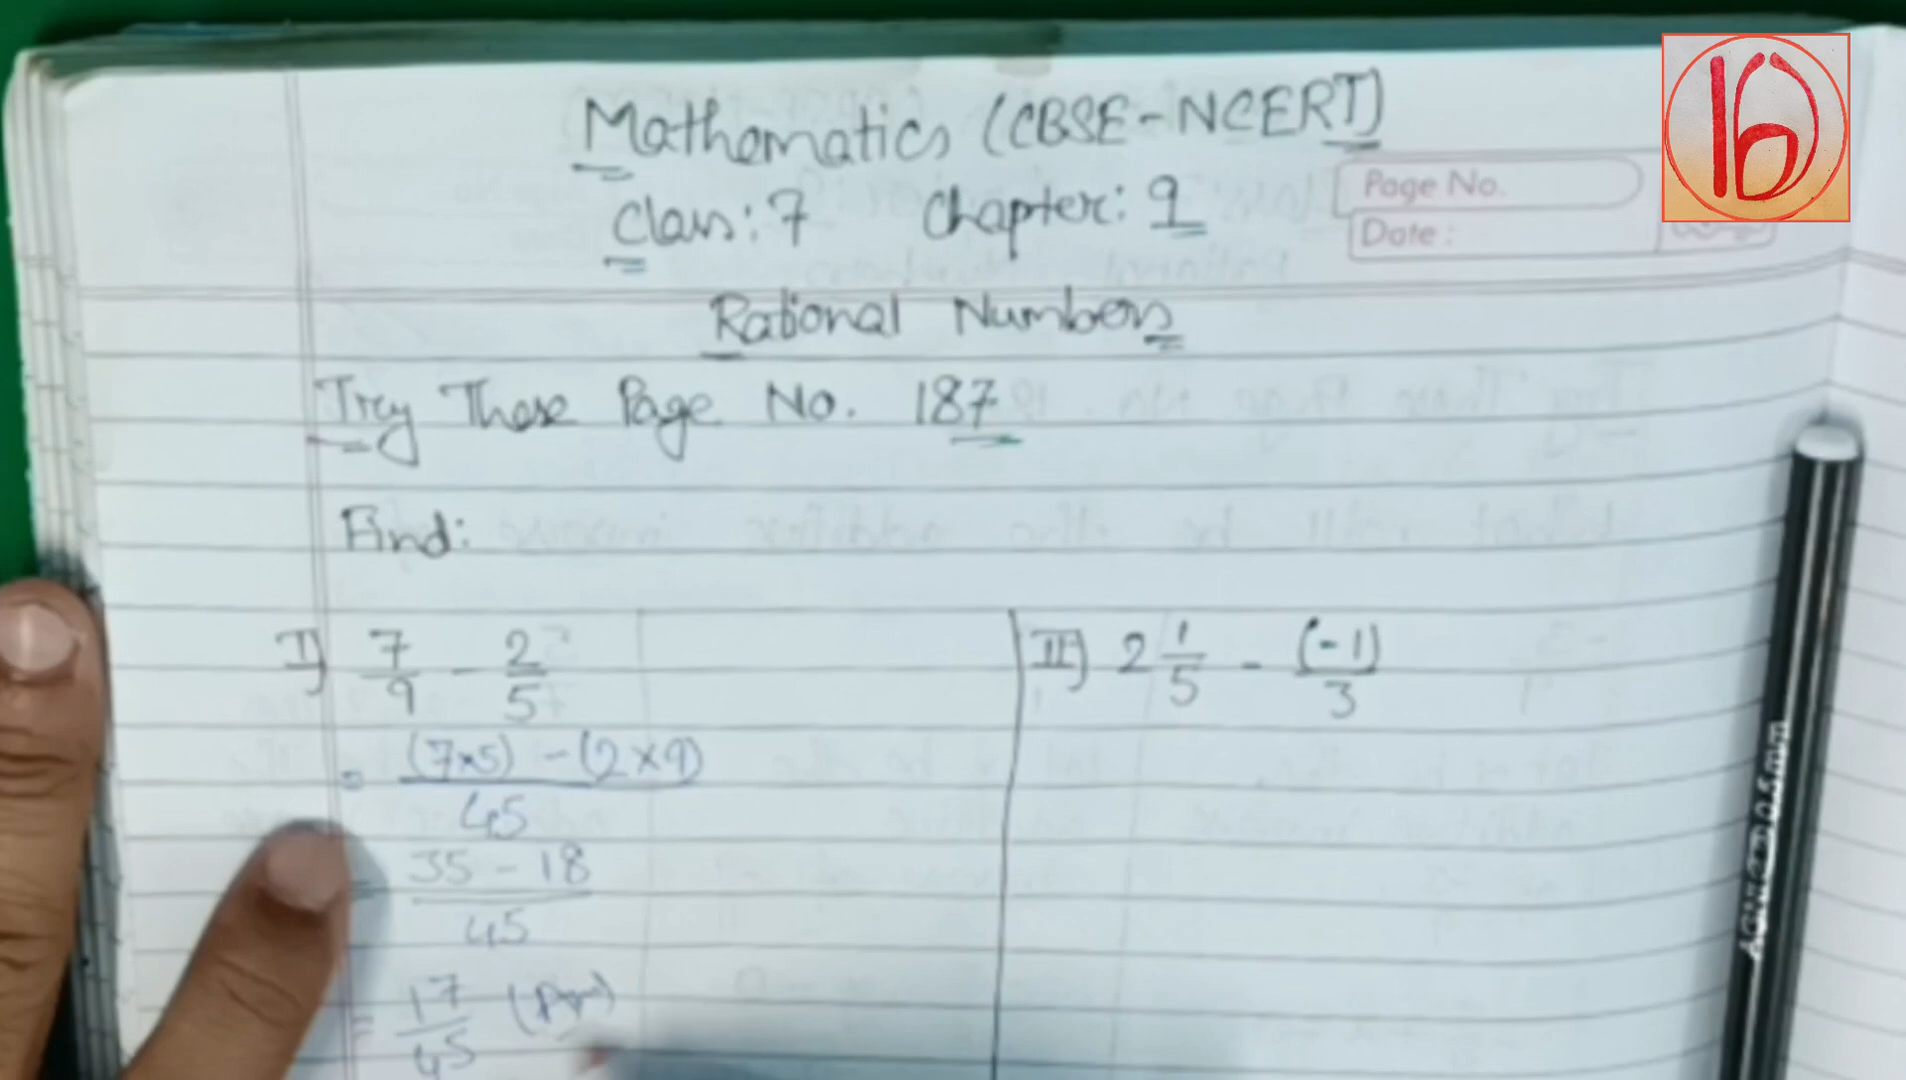 Mathematics (CBSE-NCERT)
Class: 7 Chapter: 9
Page No.
Date:
Rational Numbers
Try These Page No. 187
Find:
I) 7/9 - 2/5
= (7×5) - (2×9) / 45
= 35 - 18 / 45
= 17/45 (Ans)
II) 2 1/5 - (-1)/3
0.5mm